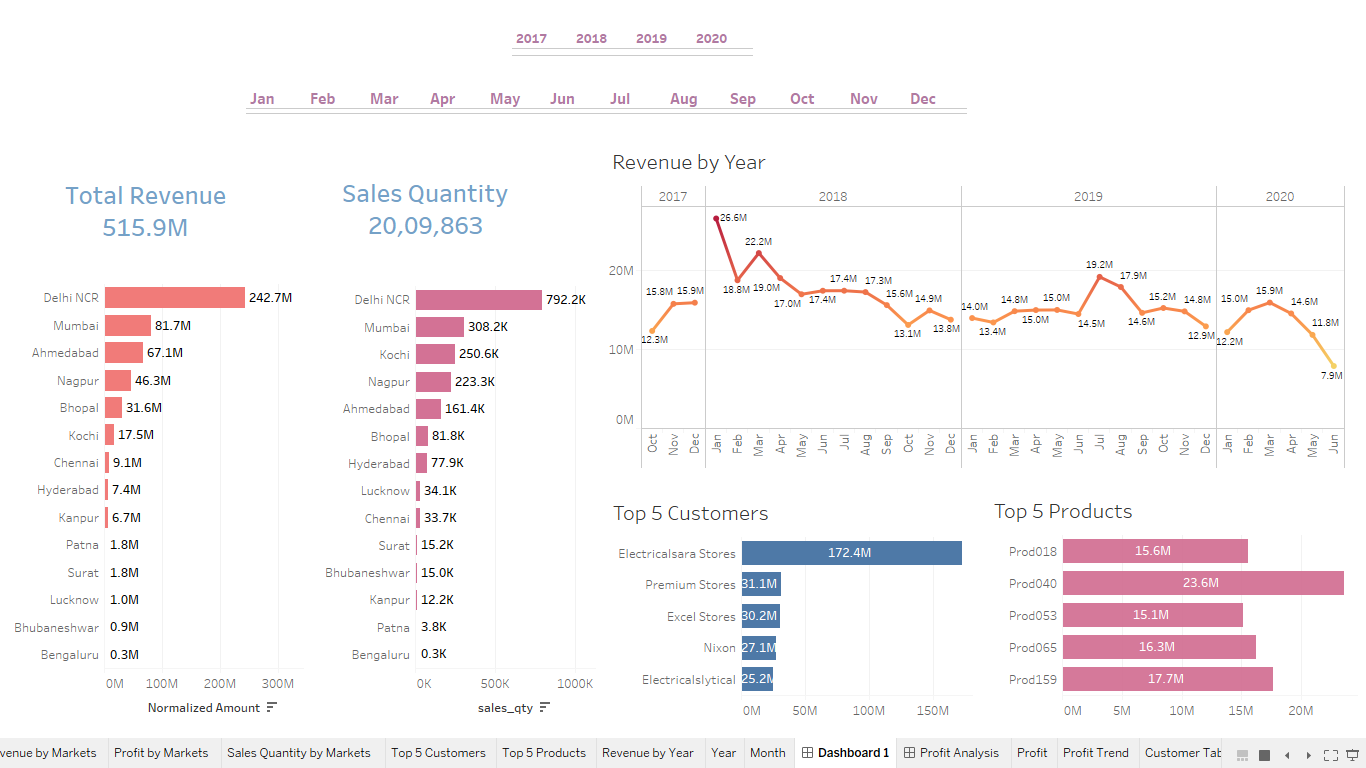 2017 2018 2019 2020
Jan Feb Mar Apr May Jun Jul Aug Sep Oct Nov Dec
Total Revenue
515.9M
Delhi NCR 242.7M
Mumbai 81.7M
Ahmedabad 67.1M
Nagpur 46.3M
Bhopal 31.6M
Kochi 17.5M
Chennai 9.1M
Hyderabad 7.4M
Kanpur 6.7M
Patna 1.8M
Surat 1.8M
Lucknow 1.0M
Bhubaneshwar 0.9M
Bengaluru 0.3M
0M 100M 200M 300M
Normalized Amount
Sales Quantity
20,09,863
Delhi NCR 792.2K
Mumbai 308.2K
Kochi 250.6K
Nagpur 223.3K
Ahmedabad 161.4K
Bhopal 81.8K
Hyderabad 77.9K
Lucknow 34.1K
Chennai 33.7K
Surat 15.2K
Bhubaneshwar 15.0K
Kanpur 12.2K
Patna 3.8K
Bengaluru 0.3K
0K 500K 1000K
sales_qty
Revenue by Year
2017 2018 2019 2020
20M
10M
0M
12.3M 15.8M 15.9M 26.6M 18.8M 22.2M 19.0M 17.0M 17.4M 17.4M 17.3M 15.6M 13.1M 14.9M 13.8M 14.0M 13.4M 14.8M 15.0M 15.0M 14.5M 19.2M 17.9M 14.6M 15.2M 14.8M 12.9M 12.2M 15.0M 15.9M 14.6M 11.8M 7.9M
Oct Nov Dec Jan Feb Mar Apr May Jun Jul Aug Sep Oct Nov Dec Jan Feb Mar Apr May Jun Jul Aug Sep Oct Nov Dec Jan Feb Mar Apr May Jun
Top 5 Customers
Electricalsara Stores 172.4M
Premium Stores 31.1M
Excel Stores 30.2M
Nixon 27.1M
Electricalslytical 25.2M
0M 50M 100M 150M
Top 5 Products
Prod018 15.6M
Prod040 23.6M
Prod053 15.1M
Prod065 16.3M
Prod159 17.7M
0M 5M 10M 15M 20M
venue by Markets Profit by Markets Sales Quantity by Markets Top 5 Customers Top 5 Products Revenue by Year Year Month Dashboard 1 Profit Analysis Profit Profit Trend Customer Tab